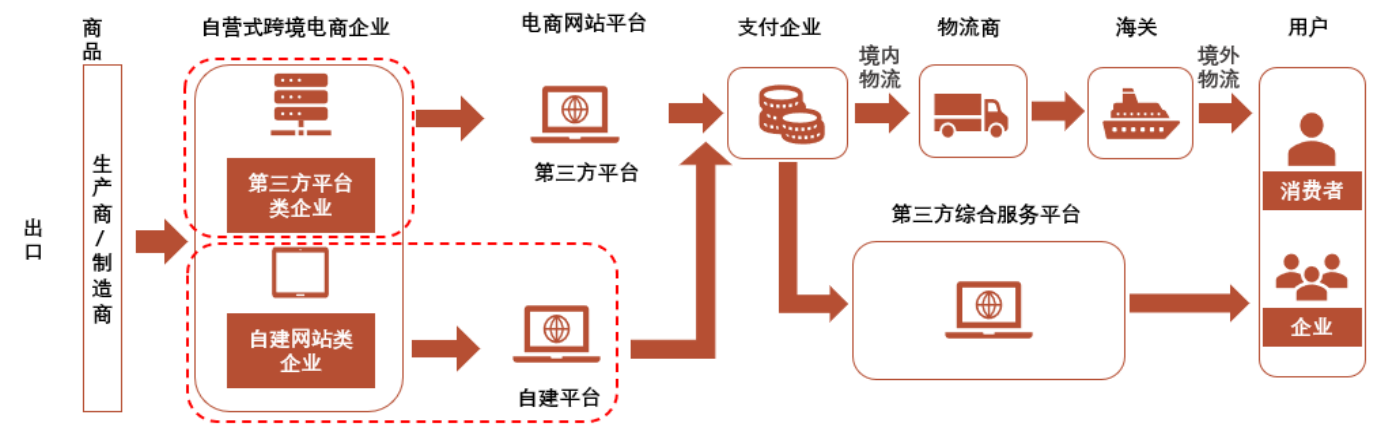 商
品
自营式跨境电商企业
电商网站平台
支付企业
物流商
海关
用户
境内
物流
境外
物流
出
口
生
产
商
/
制
造
商
第三方平台
类企业
第三方平台
自建网站类
企业
自建平台
第三方综合服务平台
消费者
企业